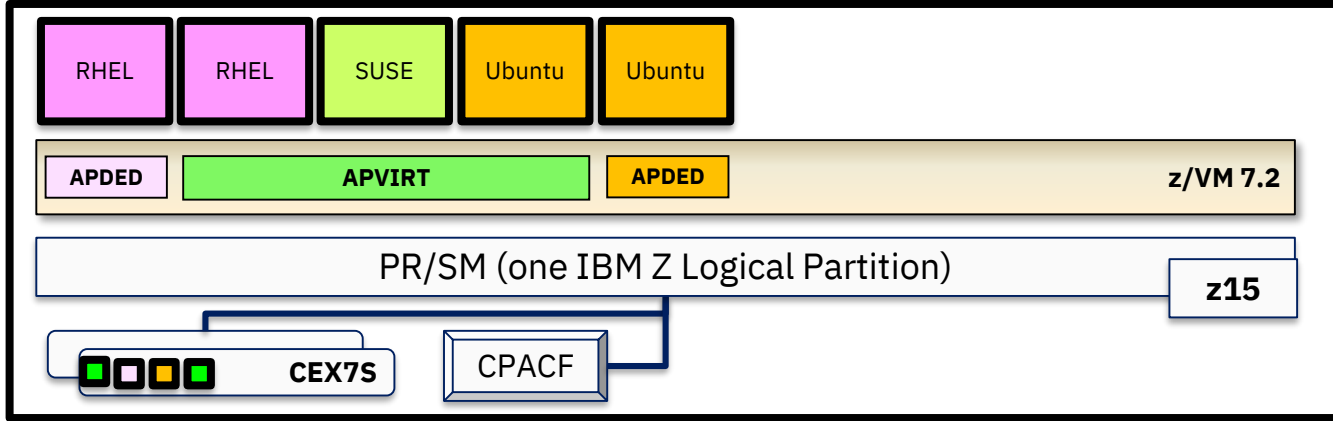 RHEL
RHEL
SUSE
Ubuntu
Ubuntu
APDED
APVIRT
APDED
z/VM 7.2
PR/SM (one IBM Z Logical Partition)
z15
CEX7S
CPACF